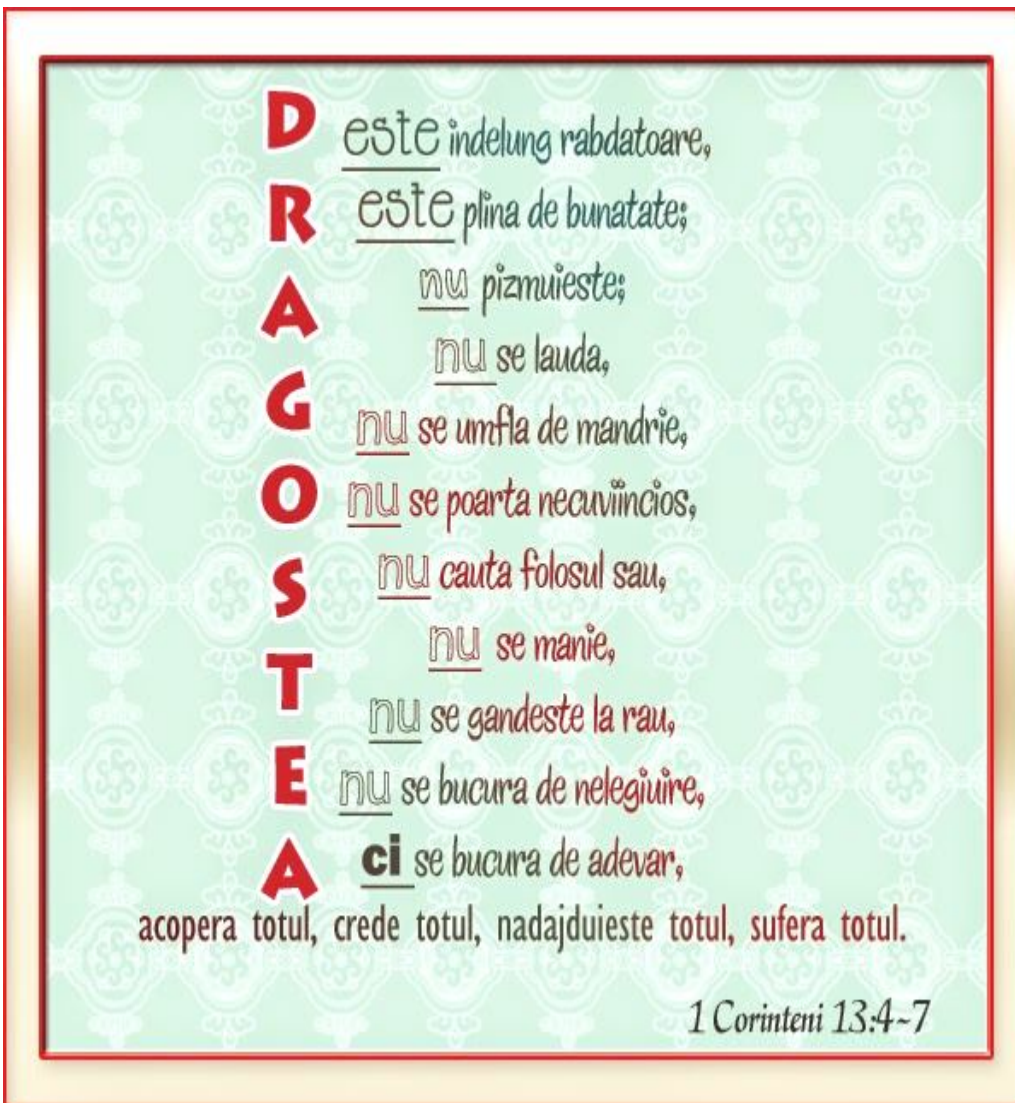 DRAGOSTEA
este indelung rabdatoare,
este plina de bunatate;
nu pizmuieste;
nu se lauda,
nu se umfla de mandrie,
nu se poarta necuviincios,
nu cauta folosul sau,
nu se manie,
nu se gandeste la rau,
nu se bucura de nelegiuire,
ci se bucura de adevar,
acopera totul, crede totul, nadajduieste totul, sufera totul.
1 Corinteni 13:4-7